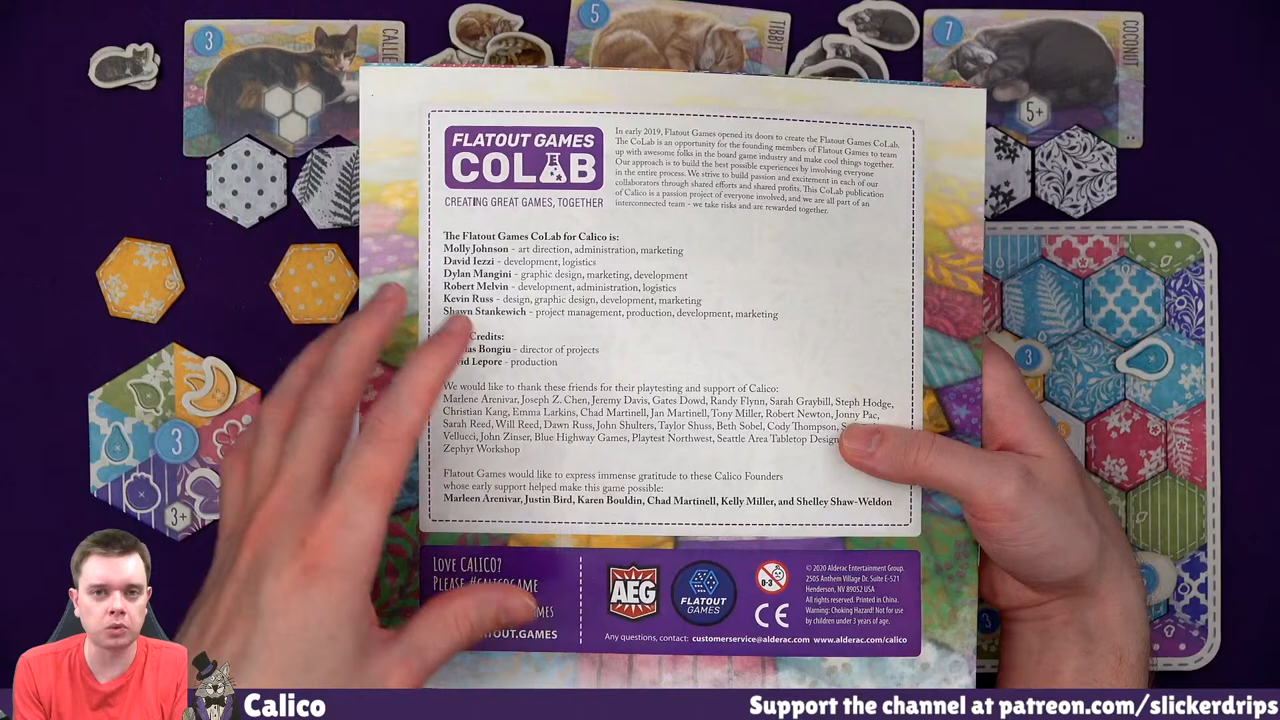 3
CALLIE
5
TIBBIT
7
COCONUT
5+
FLATOUT GAMES
COLAB
CREATING GREAT GAMES, TOGETHER
In early 2019, Flatout Games opened its doors to create the Flatout Games CoLab.
The CoLab is an opportunity for the founding members of Flatout Games to team
up with awesome folks in the board game industry and make cool things together.
Our approach is to build the best possible experiences by involving everyone
in the entire process. We strive to build passion and excitement in each of our
collaborators through shared efforts and shared profits. This CoLab publication
of Calico is a passion project of everyone involved, and we are all part of an
interconnected team - we take risks and are rewarded together.
The Flatout Games CoLab for Calico is:
Molly Johnson - art direction, administration, marketing
David Iezzi - development, logistics
Dylan Mangini - graphic design, marketing, development
Robert Melvin - development, administration, logistics
Kevin Russ - design, graphic design, development, marketing
Shawn Stankewich - project management, production, development, marketing
Credits:
Bongiu - director of projects
Lepore - production
We would like to thank these friends for their playtesting and support of Calico:
Marlene Arenivar, Joseph Z. Chen, Jeremy Davis, Gates Dowd, Randy Flynn, Sarah Graybill, Steph Hodge,
Christian Kang, Emma Larkins, Chad Martinell, Jan Martinell, Tony Miller, Robert Newton, Jonny Pac,
Sarah Reed, Will Reed, Dawn Russ, John Shulters, Taylor Shuss, Beth Sobel, Cody Thompson,
Vellucci, John Zinser, Blue Highway Games, Playtest Northwest, Seattle Area Tabletop
Zephyr Workshop
Flatout Games would like to express immense gratitude to these Calico Founders
whose early support helped make this game possible:
Marleen Arenivar, Justin Bird, Karen Bouldin, Chad Martinell, Kelly Miller, and Shelley Shaw-Weldon
3
3+
3
3
LOVE CALICO?
PLEASE #CALICOGAME
AEG
FLATOUT
GAMES
0-3
CE
© 2020 Alderac Entertainment Group.
2505 Anthem Village Dr. Suite E-521
Henderson, NV 89052 USA
All rights reserved. Printed in China.
Warning: Choking Hazard! Not for use
by children under 3 years of age.
Any questions, contact: customerservice@alderac.com www.alderac.com/calico
Calico
Support the channel at patreon.com/slickerdrips